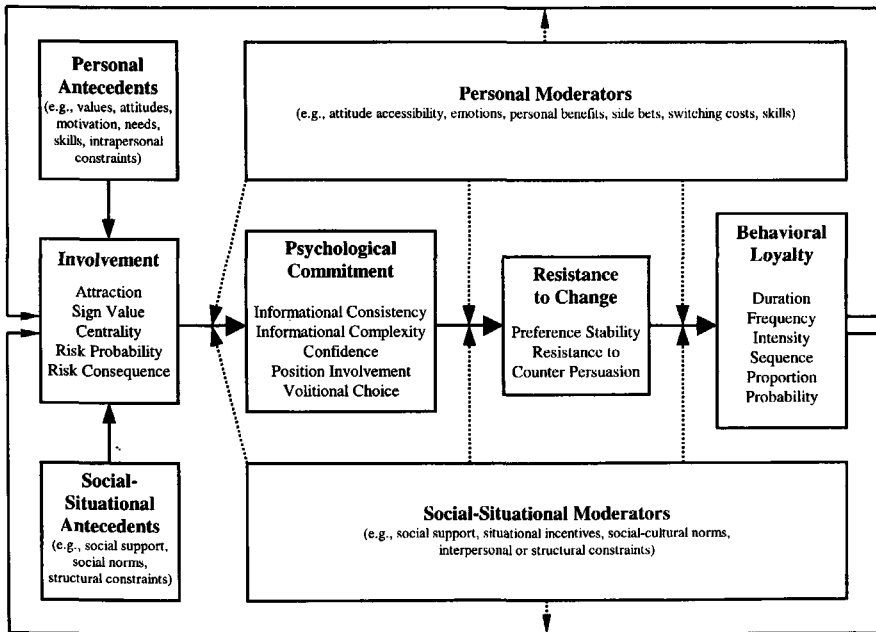 Personal
Antecedents
(e.g., values, attitudes,
motivation, needs,
skills, intrapersonal
constraints)
Personal Moderators
(e.g., attitude accessibility, emotions, personal benefits, side bets, switching costs, skills)
Involvement
Attraction
Sign Value
Centrality
Risk Probability
Risk Consequence
Psychological
Commitment
Informational Consistency
Informational Complexity
Confidence
Position Involvement
Volitional Choice
Resistance
to Change
Preference Stability
Resistance to
Counter Persuasion
Behavioral
Loyalty
Duration
Frequency
Intensity
Sequence
Proportion
Probability
Social-
Situational
Antecedents
(e.g., social support,
social norms,
structural constraints)
Social-Situational Moderators
(e.g., social support, situational incentives, social-cultural norms,
interpersonal or structural constraints)